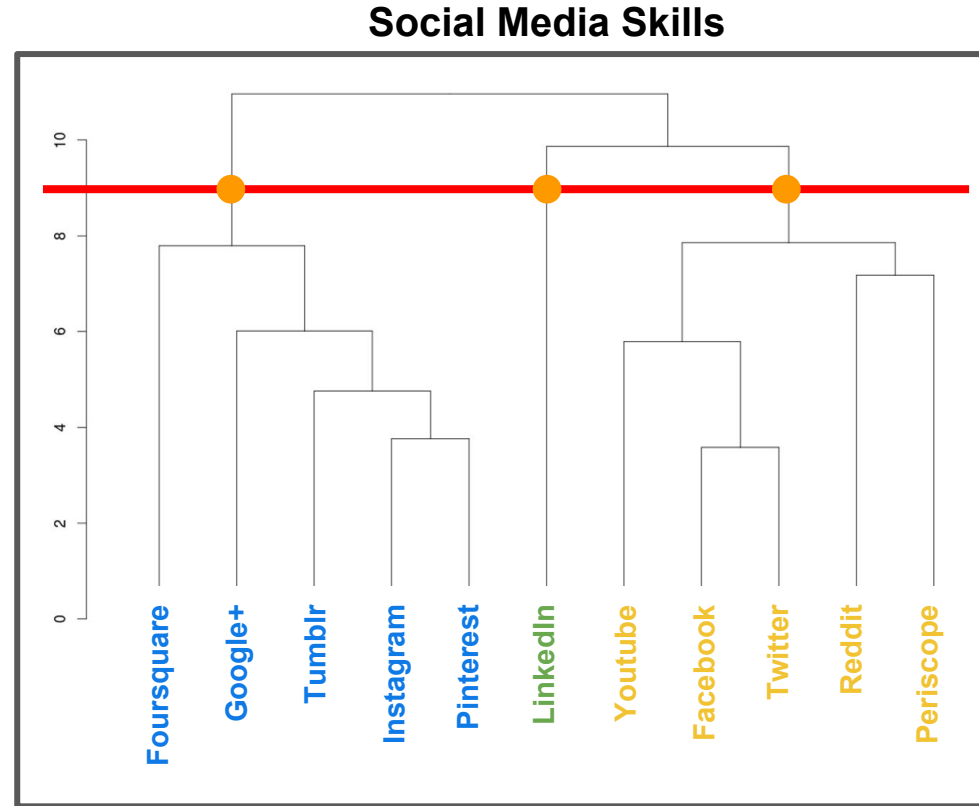 Social Media Skills
10
8
6
4
2
0
Foursquare
Google+
Tumblr
Instagram
Pinterest
LinkedIn
Youtube
Facebook
Twitter
Reddit
Periscope